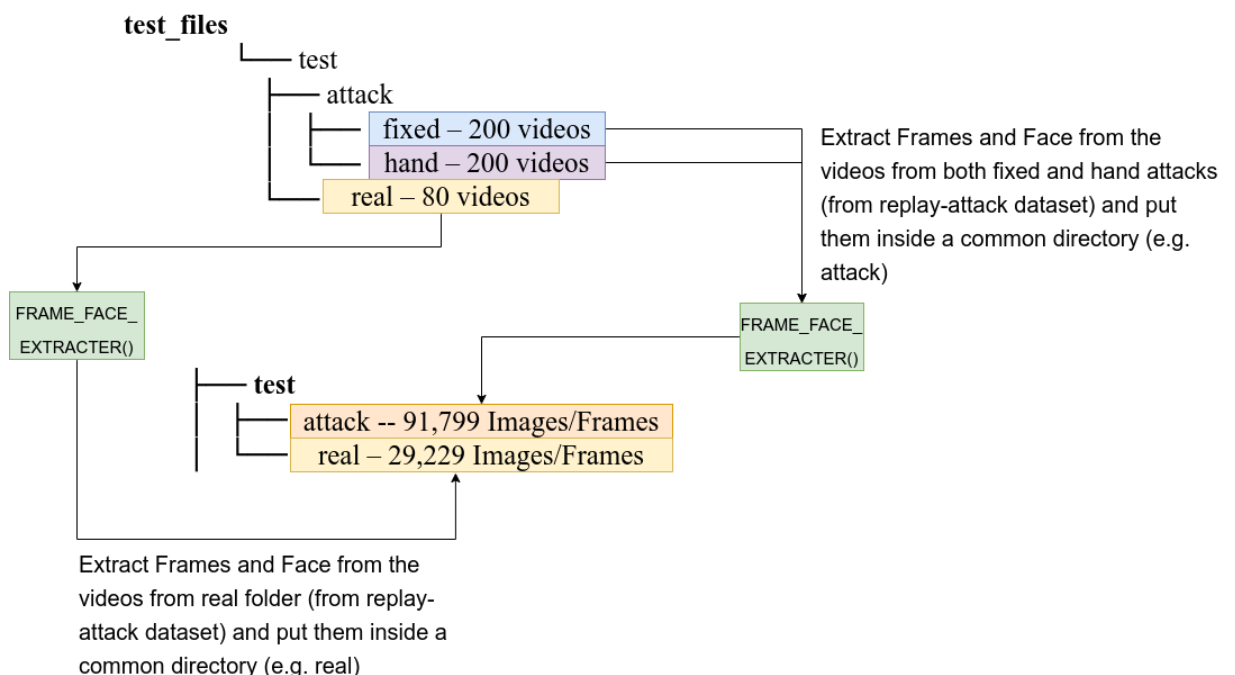 test_files
test
attack
fixed – 200 videos
hand – 200 videos
real – 80 videos
Extract Frames and Face from the
videos from both fixed and hand attacks
(from replay-attack dataset) and put
them inside a common directory (e.g.
attack)
FRAME_FACE_
EXTRACTER()
FRAME_FACE_
EXTRACTER()
test
attack -- 91,799 Images/Frames
real – 29,229 Images/Frames
Extract Frames and Face from the
videos from real folder (from replay-
attack dataset) and put them inside a
common directory (e.g. real)